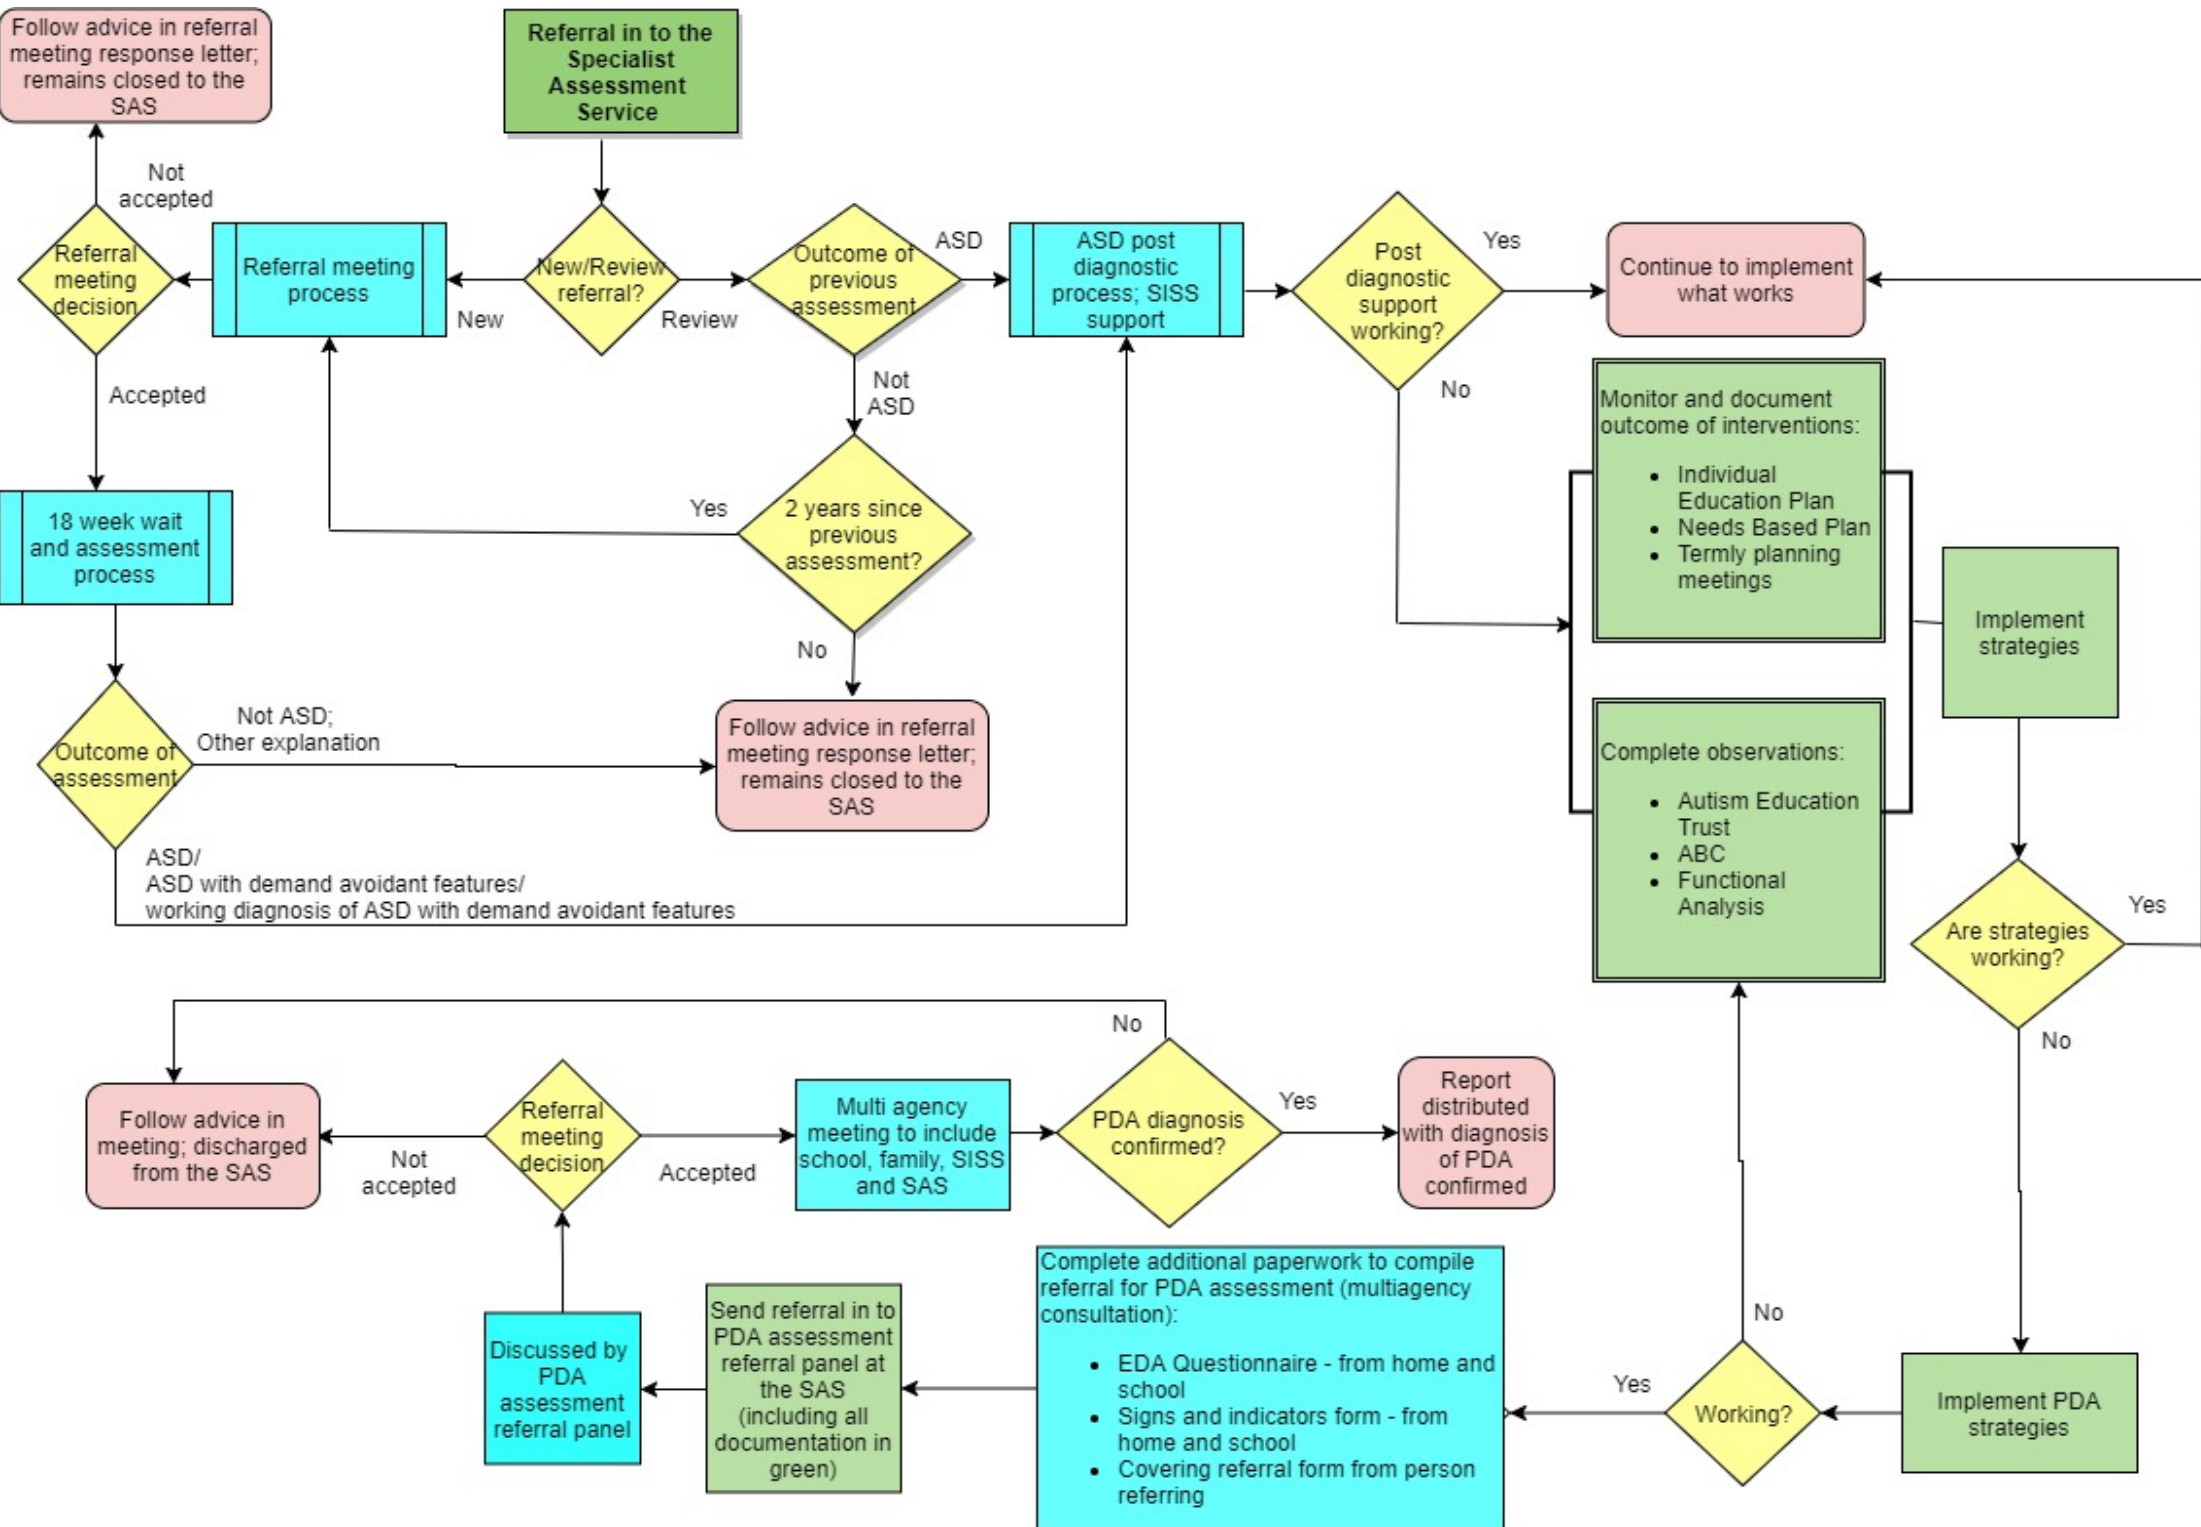 Follow advice in referral
meeting response letter;
remains closed to the
SAS
Referral in to the
Specialist
Assessment
Service
Not
accepted
Referral
meeting
decision
Referral meeting
process
New/Review
referral?
New
Review
Outcome of
previous
assessment
ASD
ASD post
diagnostic
process; SISS
support
Post
diagnostic
support
working?
Yes
Continue to implement
what works
Accepted
Not
ASD
No
Monitor and document
outcome of interventions:
• Individual
Education Plan
• Needs Based Plan
• Termly planning
meetings
18 week wait
and assessment
process
Yes
2 years since
previous
assessment?
No
Implement
strategies
Outcome of
assessment
Not ASD;
Other explanation
Follow advice in referral
meeting response letter;
remains closed to the
SAS
Complete observations:
• Autism Education
Trust
• ABC
• Functional
Analysis
ASD/
ASD with demand avoidant features/
working diagnosis of ASD with demand avoidant features
Are strategies
working?
Yes
No
No
Follow advice in
meeting; discharged
from the SAS
Not
accepted
Referral
meeting
decision
Accepted
Multi agency
meeting to include
school, family, SISS
and SAS
PDA diagnosis
confirmed?
Yes
Report
distributed
with diagnosis
of PDA
confirmed
Discussed by
PDA
assessment
referral panel
Send referral in to
PDA assessment
referral panel at
the SAS
(including all
documentation in
green)
Complete additional paperwork to compile
referral for PDA assessment (multiagency
consultation):
• EDA Questionnaire - from home and
school
• Signs and indicators form - from
home and school
• Covering referral form from person
referring
Yes
No
Working?
Implement PDA
strategies